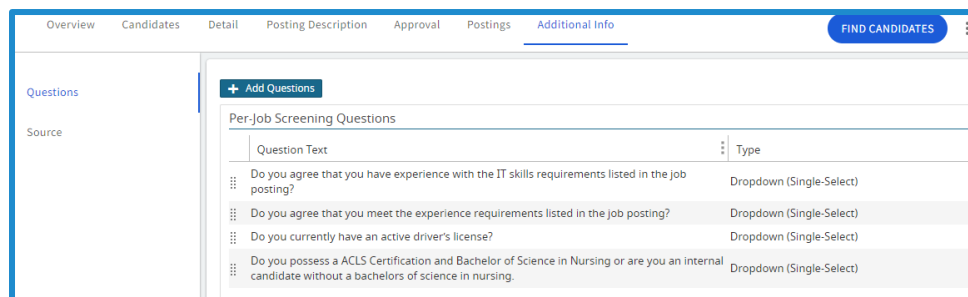 Overview Candidates Detail Posting Description Approval Postings Additional Info FIND CANDIDATES
Questions
Source
Add Questions
Per-Job Screening Questions
Question Text Type
Do you agree that you have experience with the IT skills requirements listed in the job
posting?
Dropdown (Single-Select)
Do you agree that you meet the experience requirements listed in the job posting? Dropdown (Single-Select)
Do you currently have an active driver's license? Dropdown (Single-Select)
Do you possess a ACLS Certification and Bachelor of Science in Nursing or are you an internal
candidate without a bachelors of science in nursing.
Dropdown (Single-Select)